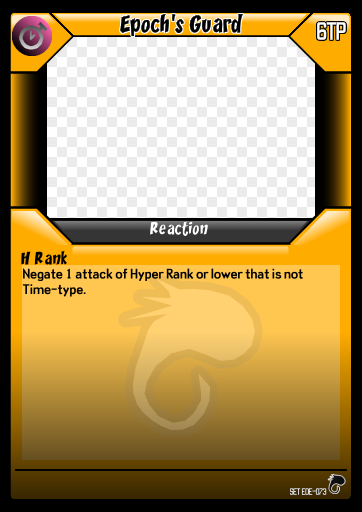 Epoch's Guard
6TP
Reaction
H Rank
Negate 1 attack of Hyper Rank or lower that is not
Time-type.
SET EOE-073